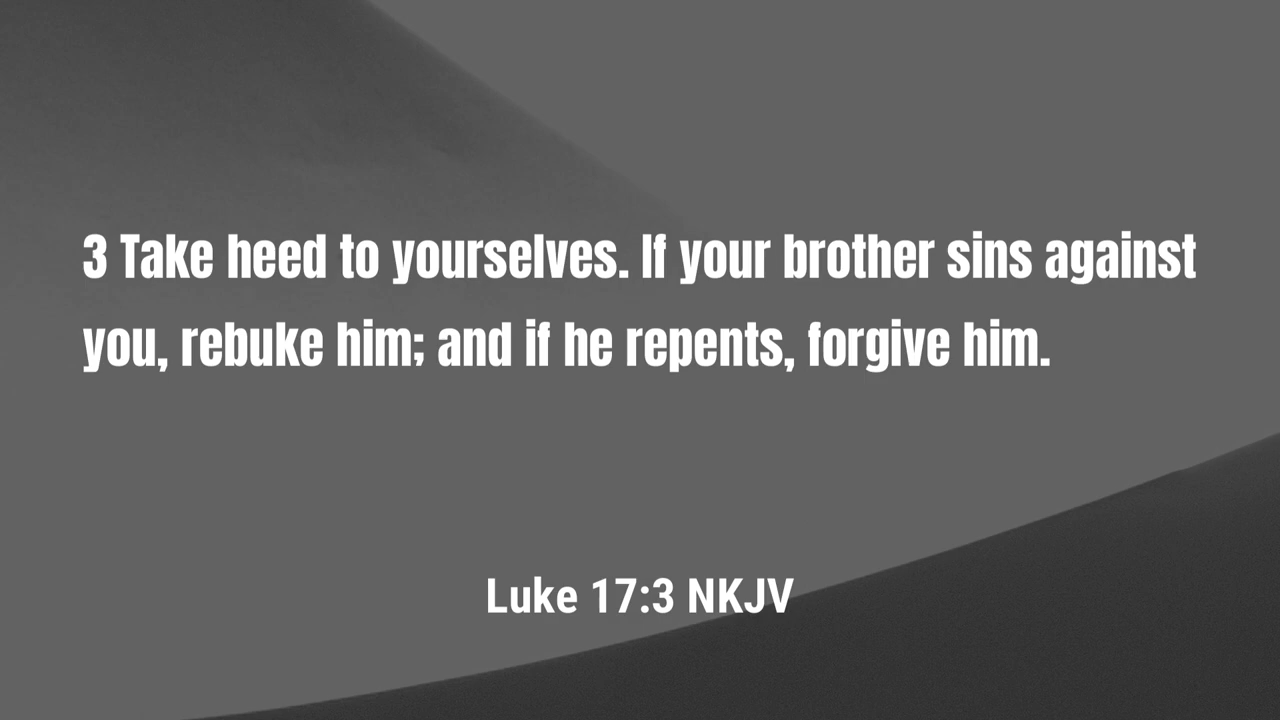 3 Take heed to yourselves. If your brother sins against
you, rebuke him; and if he repents, forgive him.
Luke 17:3 NKJV